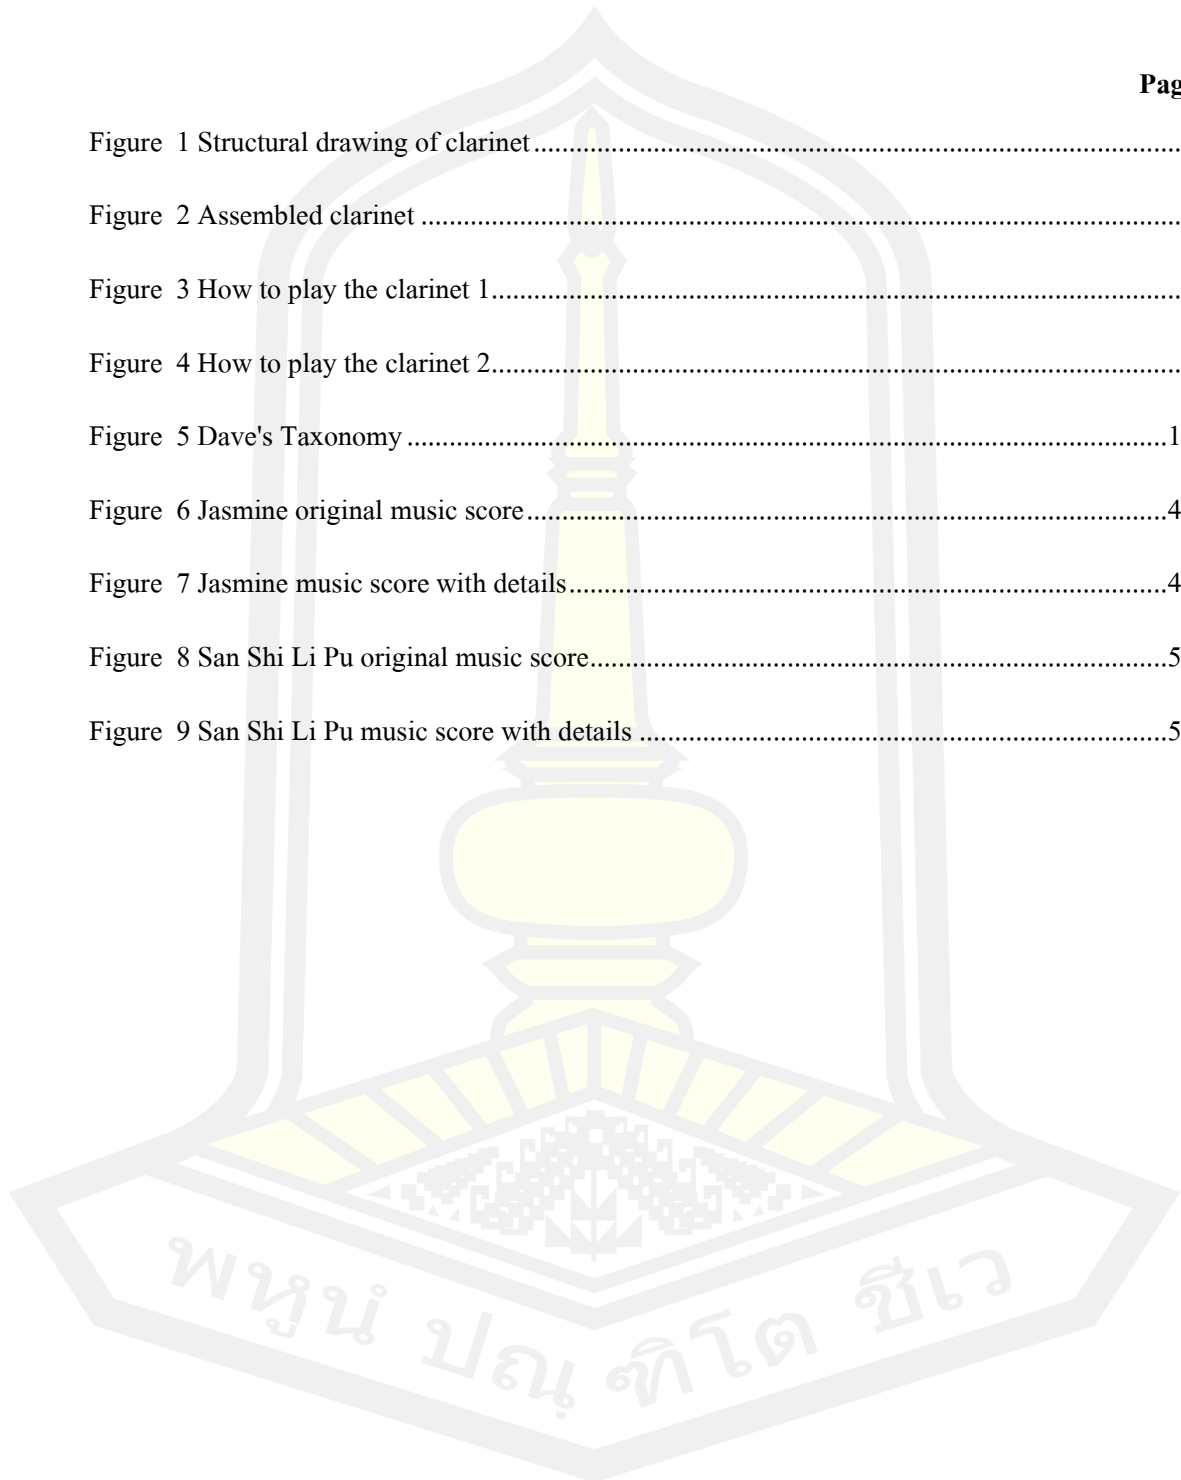 Pag
Figure 1 Structural drawing of clarinet..........
Figure 2 Assembled clarinet..........
Figure 3 How to play the clarinet 1..........
Figure 4 How to play the clarinet 2..........
Figure 5 Dave's Taxonomy..........1
Figure 6 Jasmine original music score..........4
Figure 7 Jasmine music score with details..........4
Figure 8 San Shi Li Pu original music score..........5
Figure 9 San Shi Li Pu music score with details..........5
พหูนํ ปณฺฑิโต ชีเว